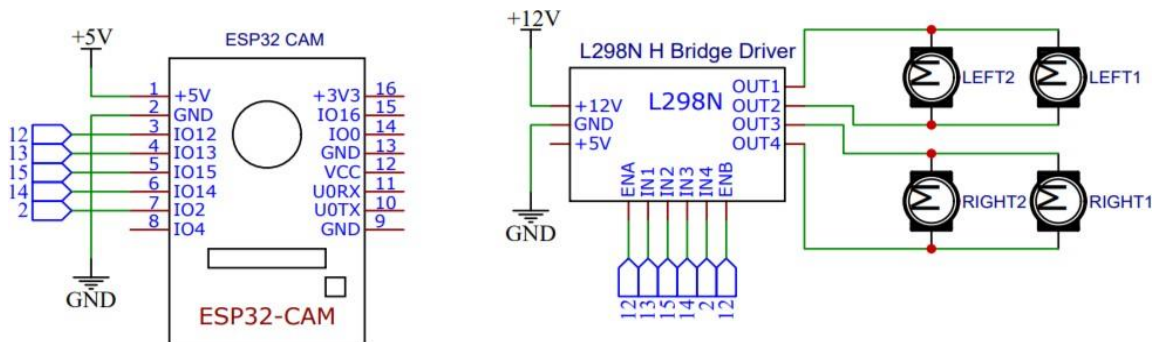 +5V
ESP32 CAM
1 +5V
2 GND
12 3 IO12
13 4 IO13
15 5 IO15
14 6 IO14
2 7 IO2
8 IO4
+3V3 16
IO16 15
IO0 14
GND 13
VCC 12
U0RX 11
U0TX 10
GND 9
GND
ESP32-CAM
+12V
L298N H Bridge Driver
L298N
+12V
GND
+5V
OUT1
OUT2
OUT3
OUT4
ENA
IN1
IN2
IN3
IN4
ENB
GND
12
13
15
14
2
12
M LEFT2
M LEFT1
M RIGHT2
M RIGHT1